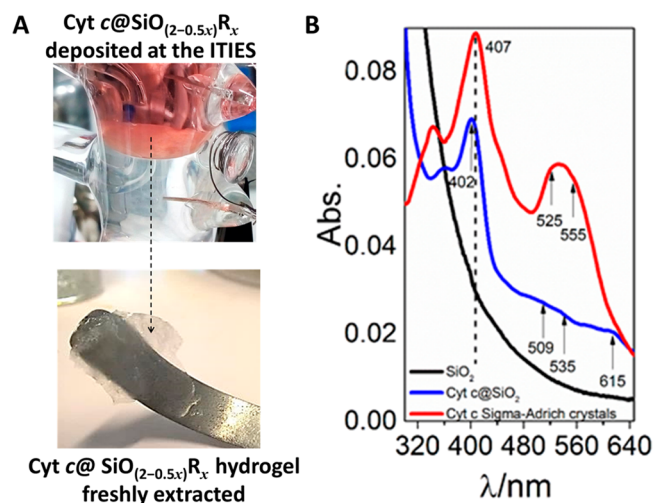 A
Cyt c@SiO(2−0.5x)Rx
deposited at the ITIES
Cyt c@ SiO(2−0.5x)Rx hydrogel
freshly extracted
B
Abs.
0.08
0.06
0.04
0.02
0.00
407
402
525
555
509
535
615
SiO2
Cyt c@SiO2
Cyt c Sigma-Adrich crystals
320 400 480 560 640
λ/nm